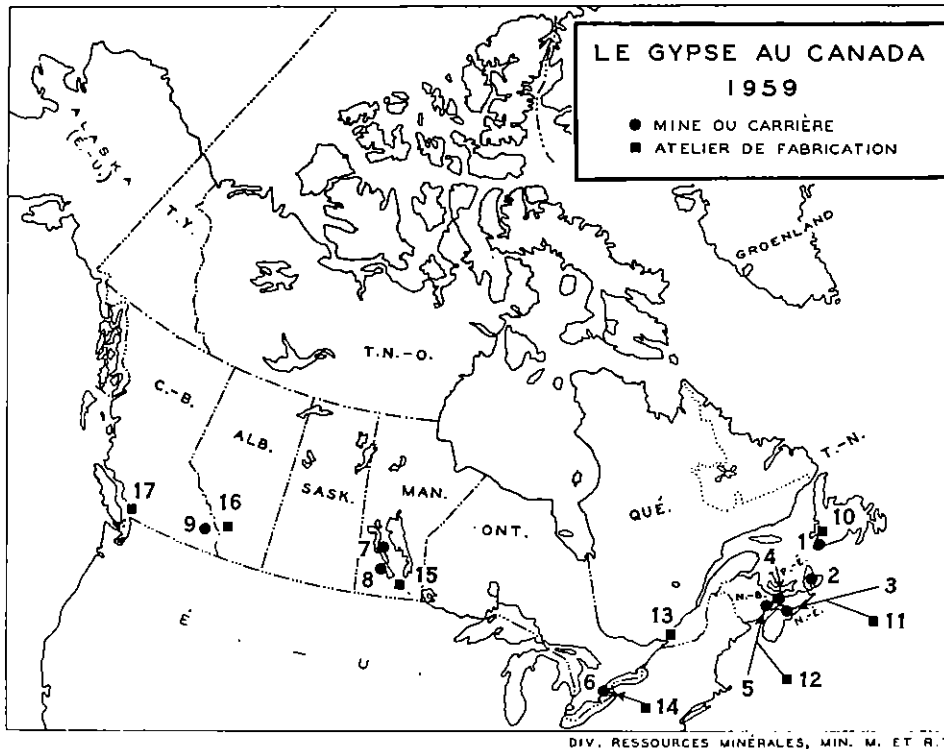 LE GYPSE AU CANADA
1959
● MINE OU CARRIÈRE
■ ATELIER DE FABRICATION
ALASKA
(É.-U.)
T.Y.
GROENLAND
T.N.-O.
C.-B.
ALB.
SASK.
MAN.
ONT.
QUÉ.
T.-N.
17
9
16
7
8
15
10
1
4
P.-É.
2
N.-B.
3
N.-É.
11
13
5
12
6
14
É
-
U
DIV. RESSOURCES MINÉRALES, MIN. M. ET R.T